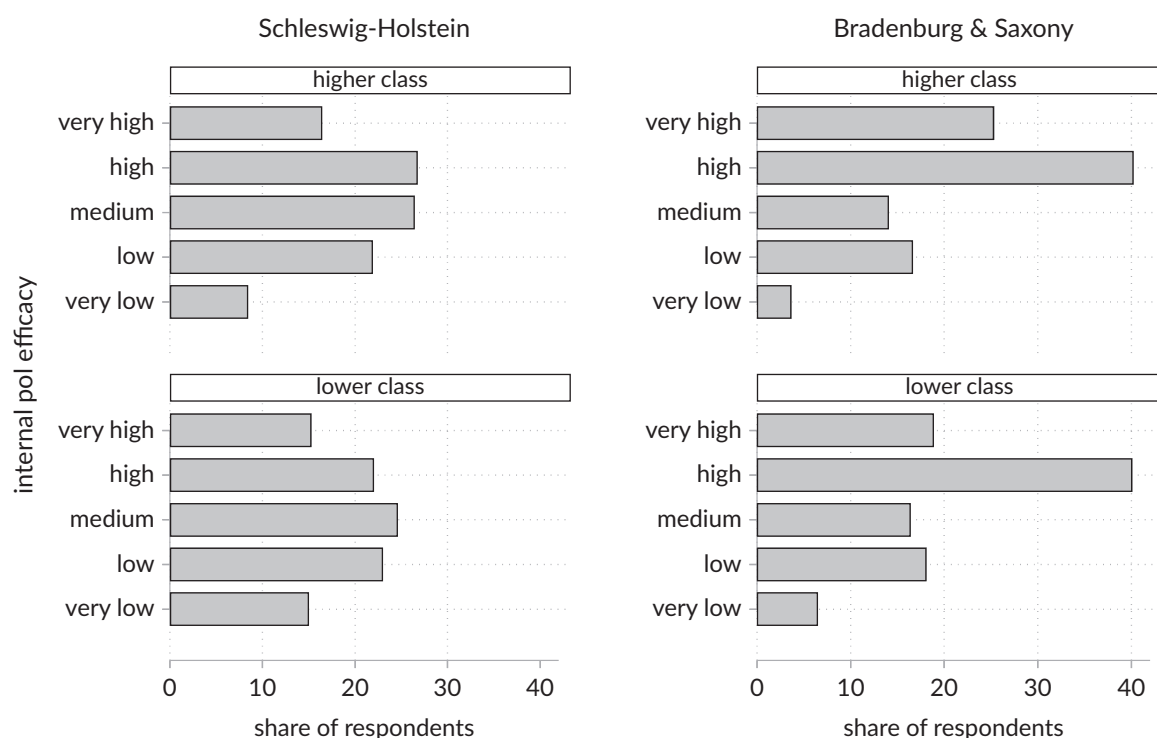 Schleswig-Holstein
Bradenburg & Saxony
higher class
higher class
very high
high
medium
low
very low
very high
high
medium
low
very low
internal pol efficacy
lower class
lower class
very high
high
medium
low
very low
very high
high
medium
low
very low
0 10 20 30 40
0 10 20 30 40
share of respondents
share of respondents